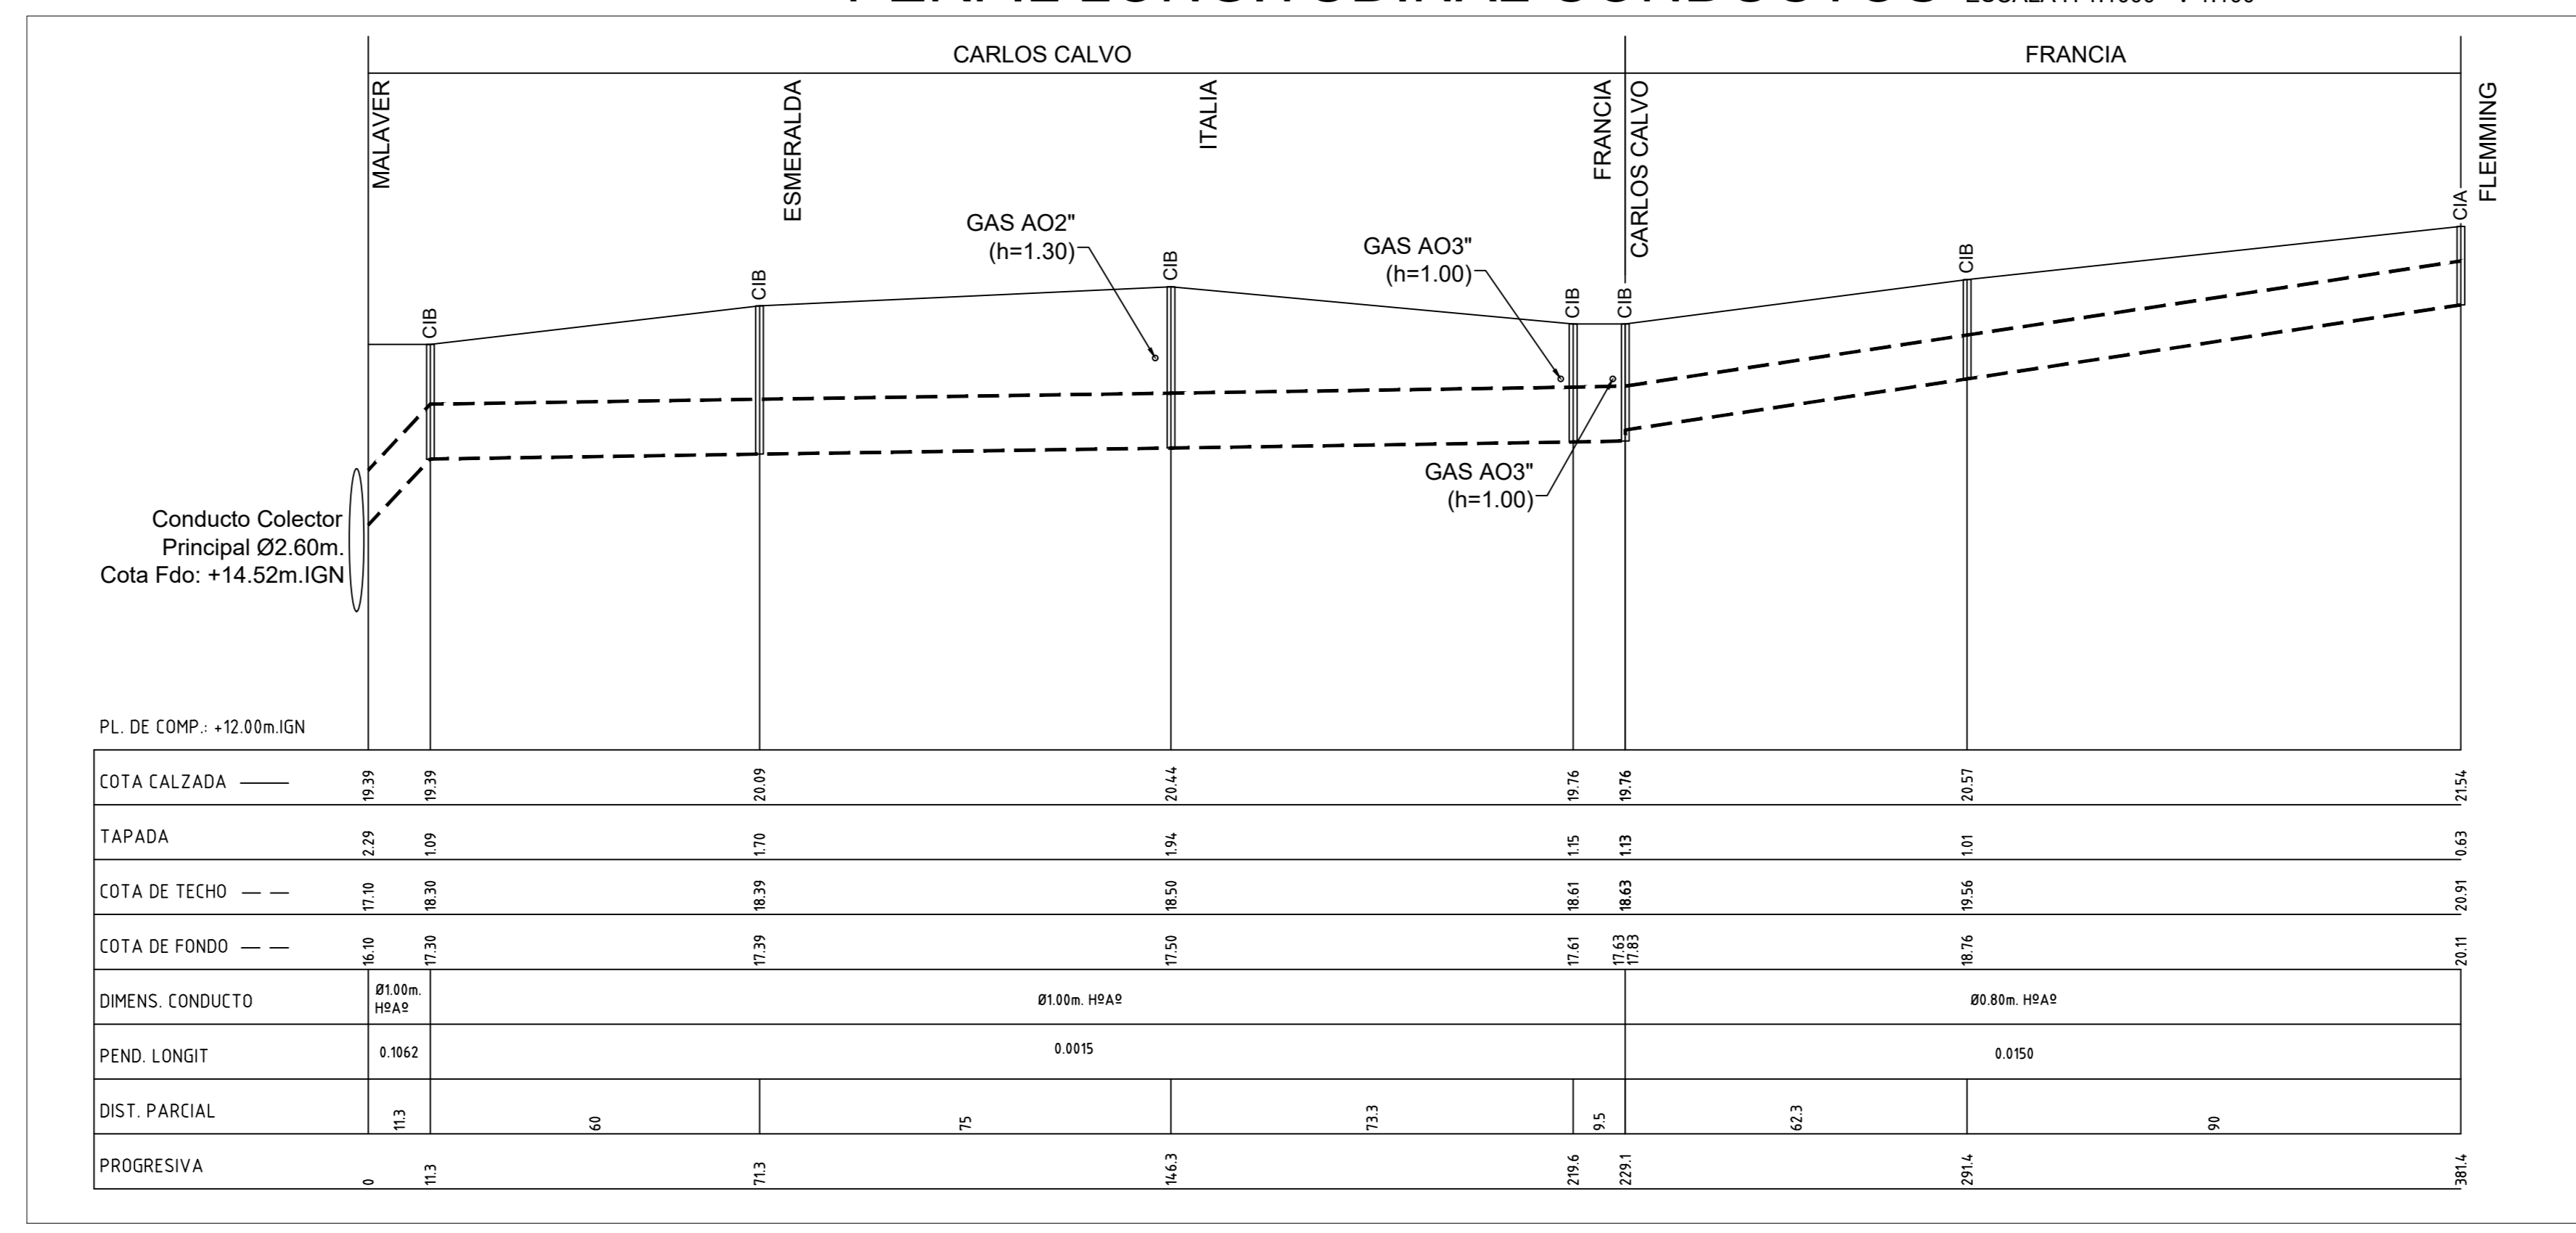 CARLOS CALVO
FRANCIA
MALAVER
ESMERALDA
ITALIA
FRANCIA
CARLOS CALVO
FLEMMING
GAS AO2"
(h=1.30)
GAS AO3"
(h=1.00)
GAS AO3"
(h=1.00)
CIB
CIB
CIB
CIB
CIB
CIB
CIA
Conducto Colector
Principal Ø2.60m.
Cota Fdo: +14.52m.IGN
PL. DE COMP.: +12.00m.IGN
COTA CALZADA 19.39 19.39 20.09 20.44 19.76 19.76 20.57 21.54
TAPADA 2.29 1.09 1.70 1.94 1.15 1.13 1.01 0.63
COTA DE TECHO 17.10 18.30 18.39 18.50 18.61 18.63 19.56 20.91
COTA DE FONDO 16.10 17.30 17.39 17.50 17.61 17.63 17.83 18.76 20.11
DIMENS. CONDUCTO Ø1.00m. HºAº Ø1.00m. HºAº Ø0.80m. HºAº
PEND. LONGIT 0.1062 0.0015 0.0150
DIST. PARCIAL 11.3 60 75 73.3 9.5 62.3 90
PROGRESIVA 0 11.3 71.3 146.3 219.6 229.1 291.4 381.4